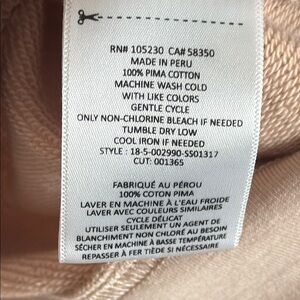 RN# 105230 CA# 58350
MADE IN PERU
100% PIMA COTTON
MACHINE WASH COLD
WITH LIKE COLORS
GENTLE CYCLE
ONLY NON-CHLORINE BLEACH IF NEEDED
TUMBLE DRY LOW
COOL IRON IF NEEDED
STYLE : 18-5-002990-SS01317
CUT: 001365
FABRIQUÉ AU PÉROU
100% COTON PIMA
LAVER EN MACHINE À L'EAU FROIDE
LAVER AVEC COULEURS SIMILAIRES
CYCLE DÉLICAT
UTILISER SEULEMENT UN AGENT DE
BLANCHIMENT NON CHLORÉ AU BESOIN
SÉCHER EN MACHINE À BASSE TEMPÉRATURE
REPASSER À FER TIÈDE SI NÉCESSAIRE